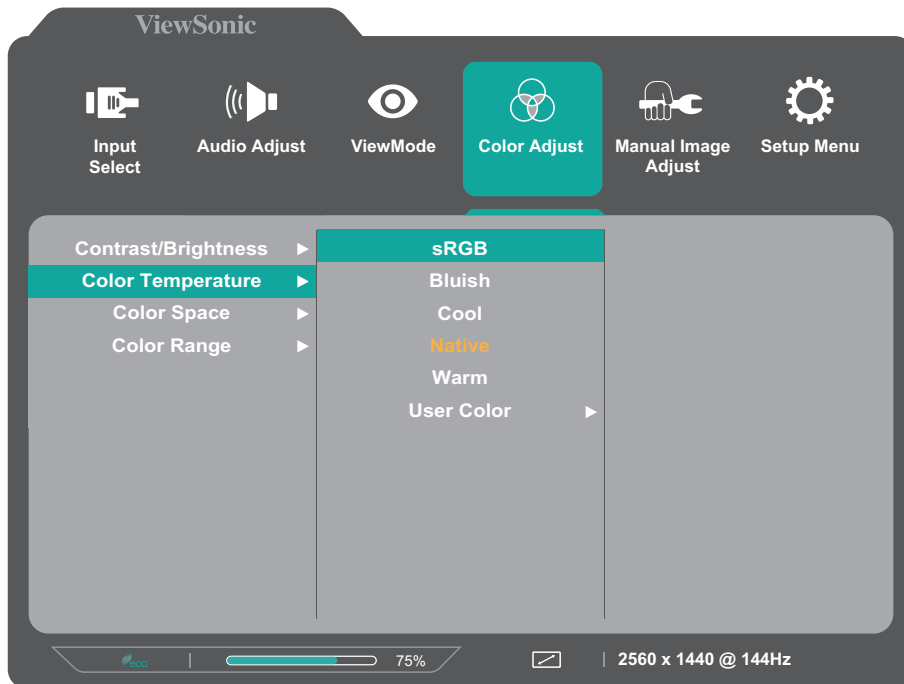 ViewSonic
Input
Select
Audio Adjust
ViewMode
Color Adjust
Manual Image
Adjust
Setup Menu
Contrast/Brightness
Color Temperature
Color Space
Color Range
sRGB
Bluish
Cool
Native
Warm
User Color
eco
75%
2560 x 1440 @ 144Hz